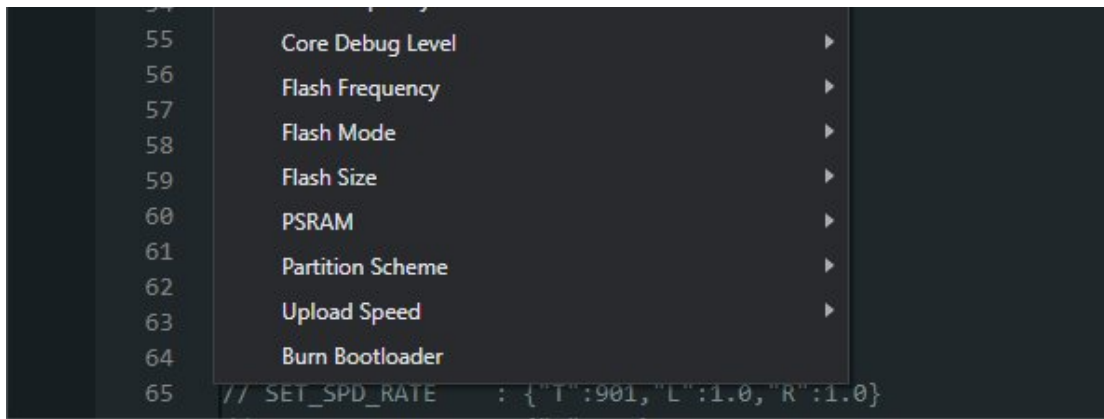 55 Core Debug Level
56 Flash Frequency
57
58 Flash Mode
59 Flash Size
60 PSRAM
61
62 Partition Scheme
63 Upload Speed
64 Burn Bootloader
65 // SET_SPD_RATE : {"T":901,"L":1.0,"R":1.0}